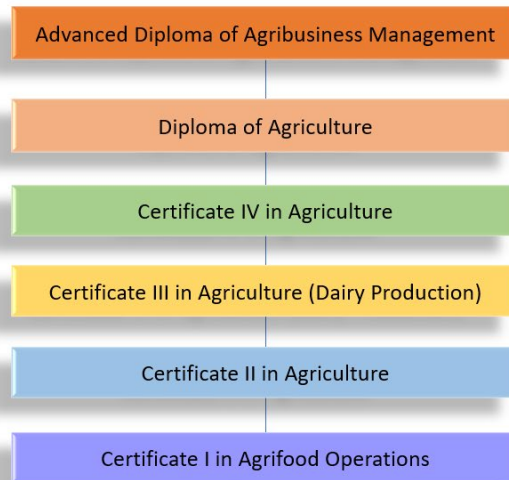 Advanced Diploma of Agribusiness Management
Diploma of Agriculture
Certificate IV in Agriculture
Certificate III in Agriculture (Dairy Production)
Certificate II in Agriculture
Certificate I in Agrifood Operations